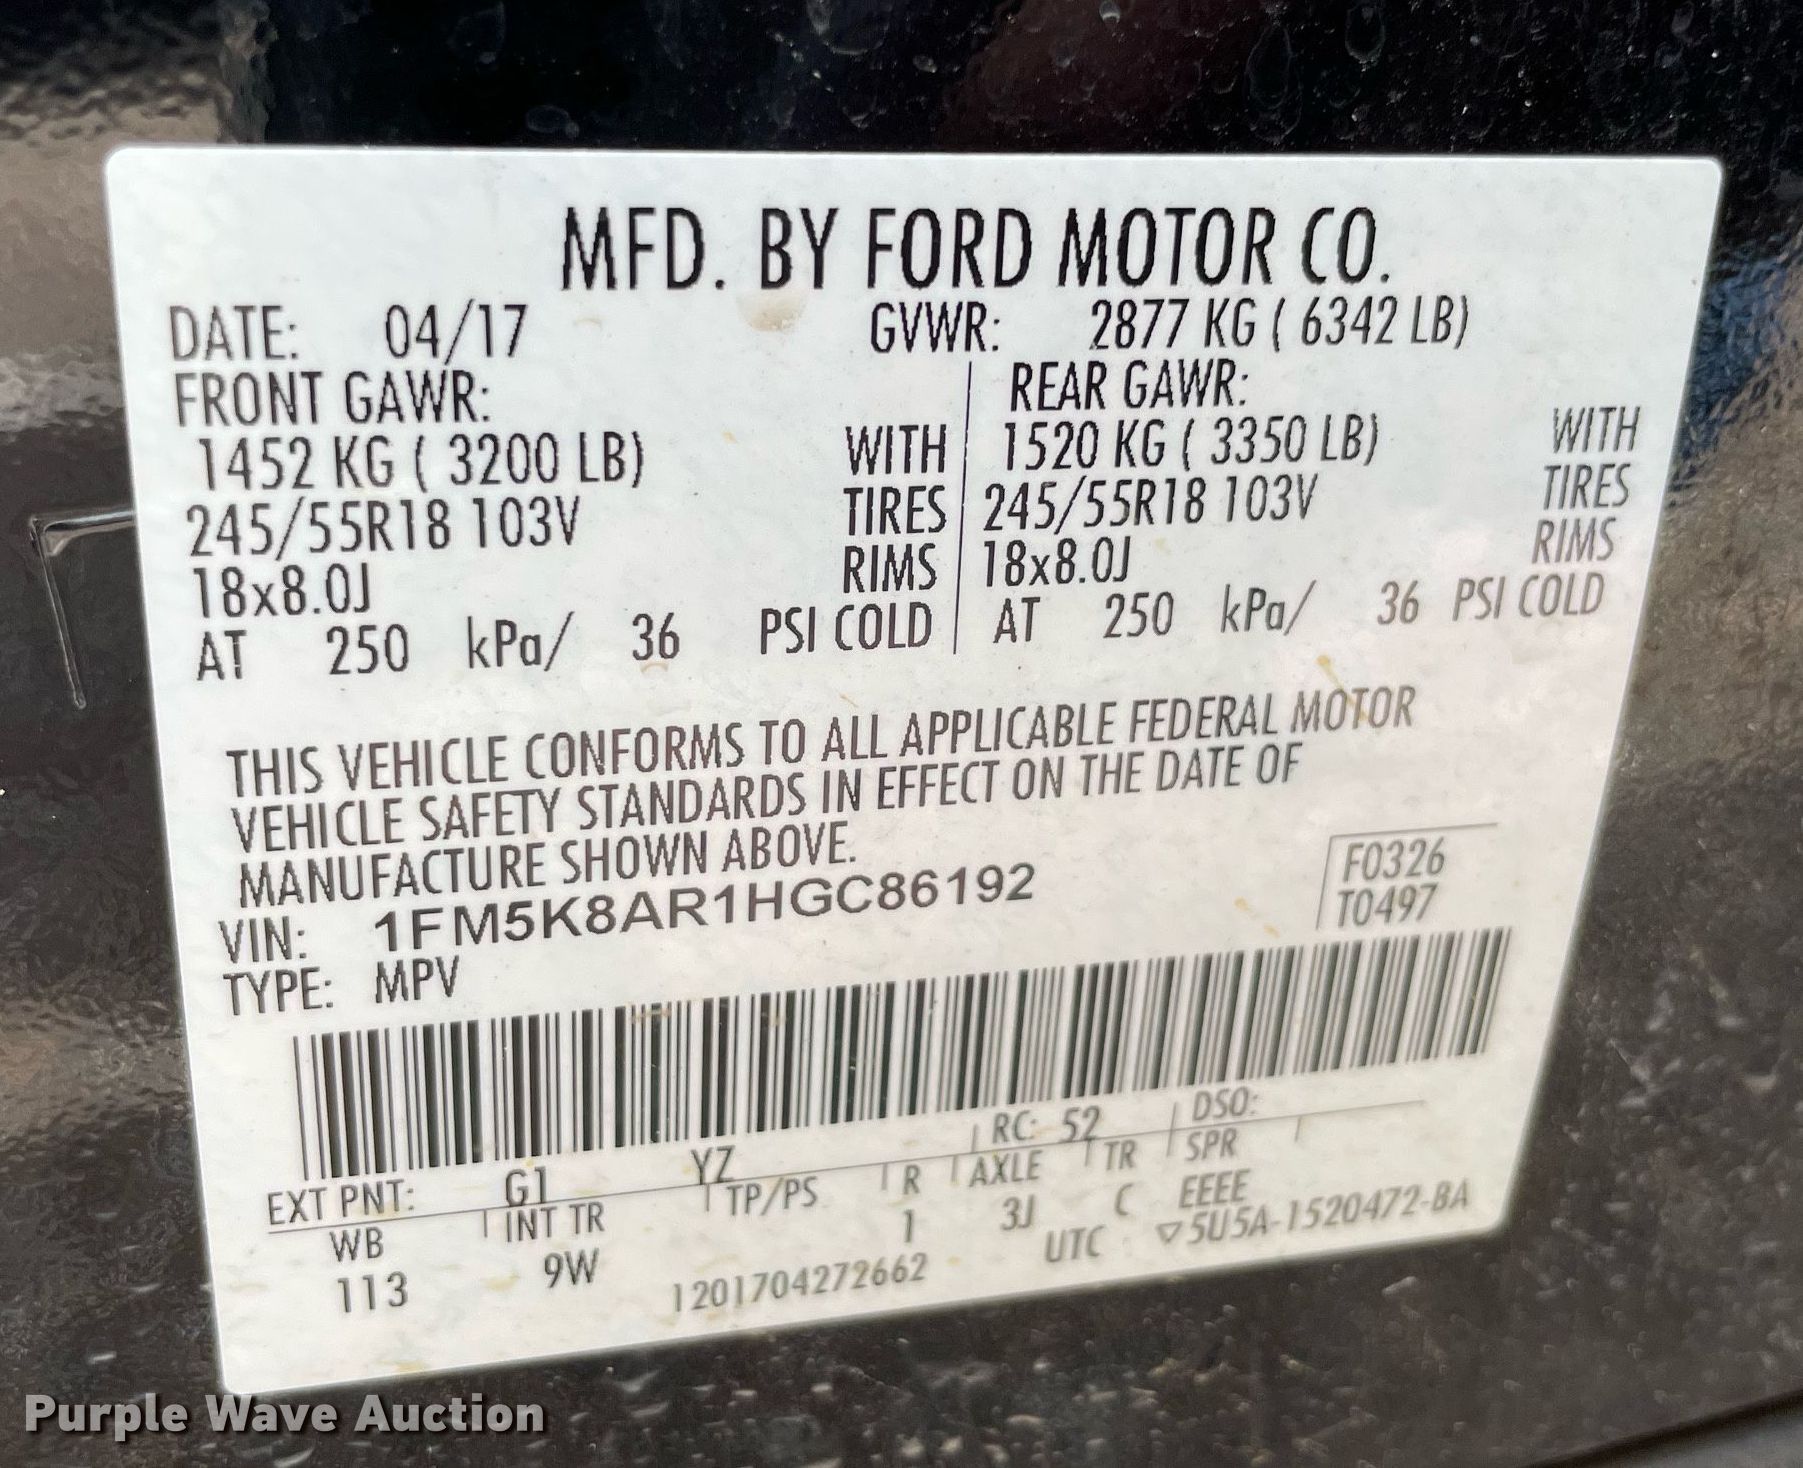 MFD. BY FORD MOTOR CO.
DATE: 04/17 GVWR: 2877 KG ( 6342 LB)
FRONT GAWR: REAR GAWR:
1452 KG ( 3200 LB) WITH 1520 KG ( 3350 LB) WITH
245/55R18 103V TIRES 245/55R18 103V TIRES
18x8.0J RIMS 18x8.0J RIMS
AT 250 kPa/ 36 PSI COLD AT 250 kPa/ 36 PSI COLD
THIS VEHICLE CONFORMS TO ALL APPLICABLE FEDERAL MOTOR
VEHICLE SAFETY STANDARDS IN EFFECT ON THE DATE OF
MANUFACTURE SHOWN ABOVE.
VIN: 1FM5K8AR1HGC86192
TYPE: MPV
F0326
T0497
EXT PNT: G1 YZ RC: 52 DSO:
WB INT TR TP/PS R AXLE TR SPR
113 9W 1 3J C EEEE
1201704272662 UTC ▽5U5A-1520472-BA
Purple Wave Auction